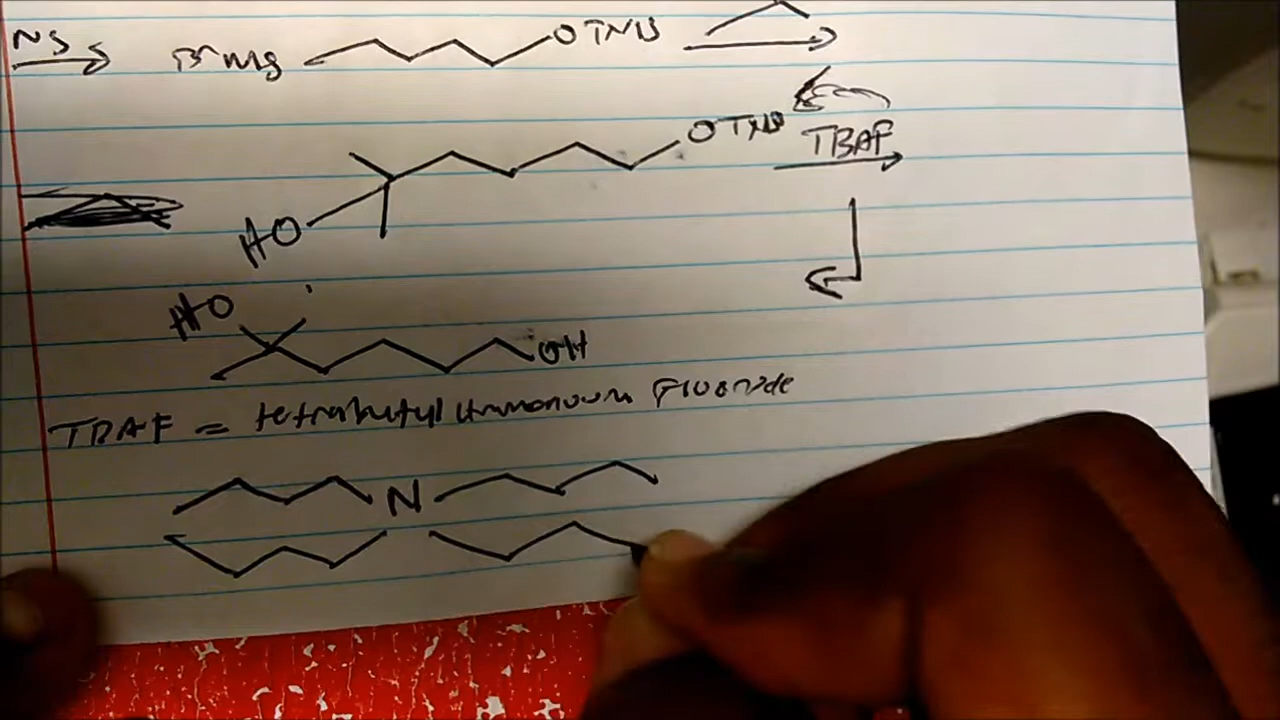 BrMg OTMS
OTMS TBAF
HO
HO OH
TBAF = tetrabutyl ammonium Fluoride
N